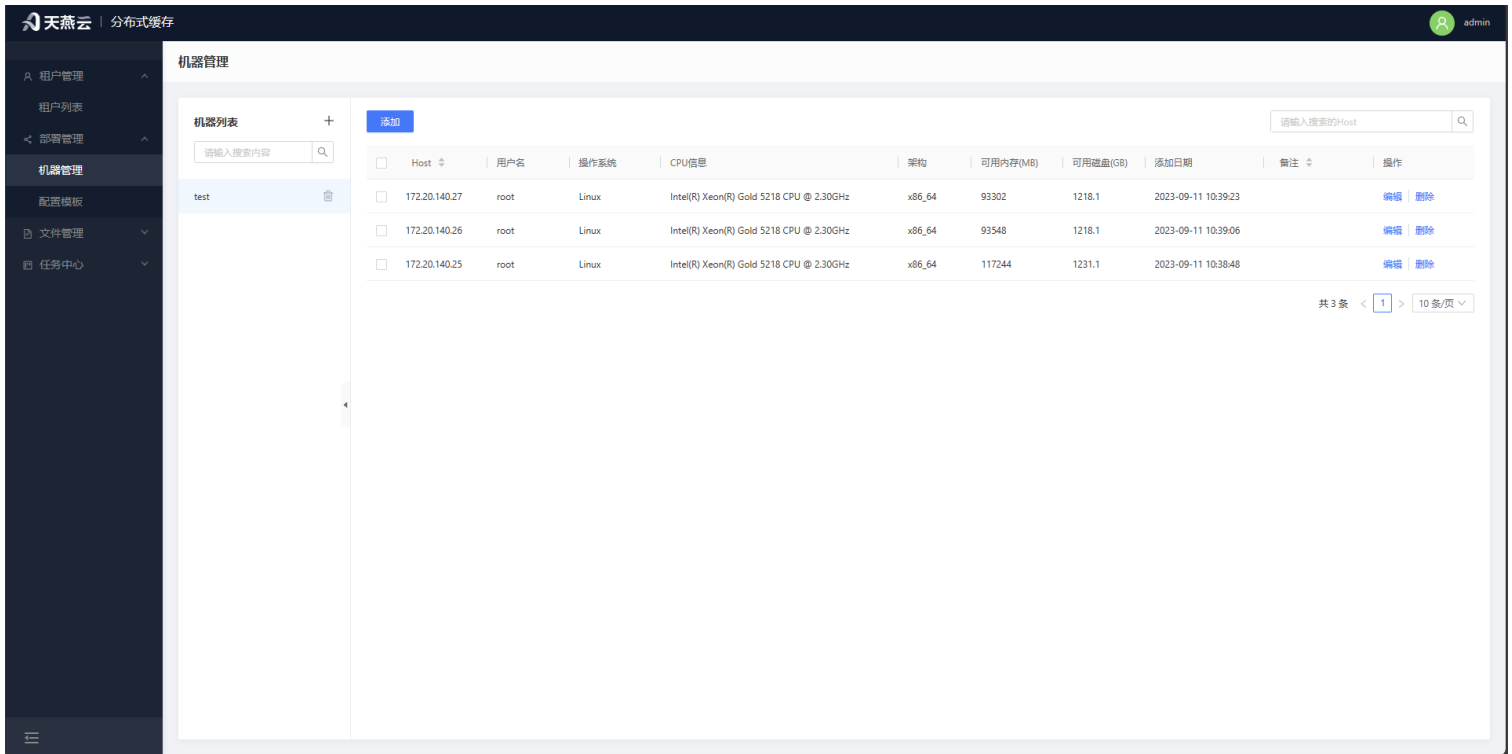 天燕云 分布式缓存 admin
租户管理
租户列表
部署管理
机器管理
配置模板
文件管理
任务中心
机器管理
机器列表
请输入搜索内容
test
添加 请输入搜索的Host
Host 用户名 操作系统 CPU信息 架构 可用内存(MB) 可用磁盘(GB) 添加日期 备注 操作
172.20.140.27 root Linux Intel(R) Xeon(R) Gold 5218 CPU @ 2.30GHz x86_64 93302 1218.1 2023-09-11 10:39:23 编辑 删除
172.20.140.26 root Linux Intel(R) Xeon(R) Gold 5218 CPU @ 2.30GHz x86_64 93548 1218.1 2023-09-11 10:39:06 编辑 删除
172.20.140.25 root Linux Intel(R) Xeon(R) Gold 5218 CPU @ 2.30GHz x86_64 117244 1231.1 2023-09-11 10:38:48 编辑 删除
共 3 条 < 1 > 10 条/页